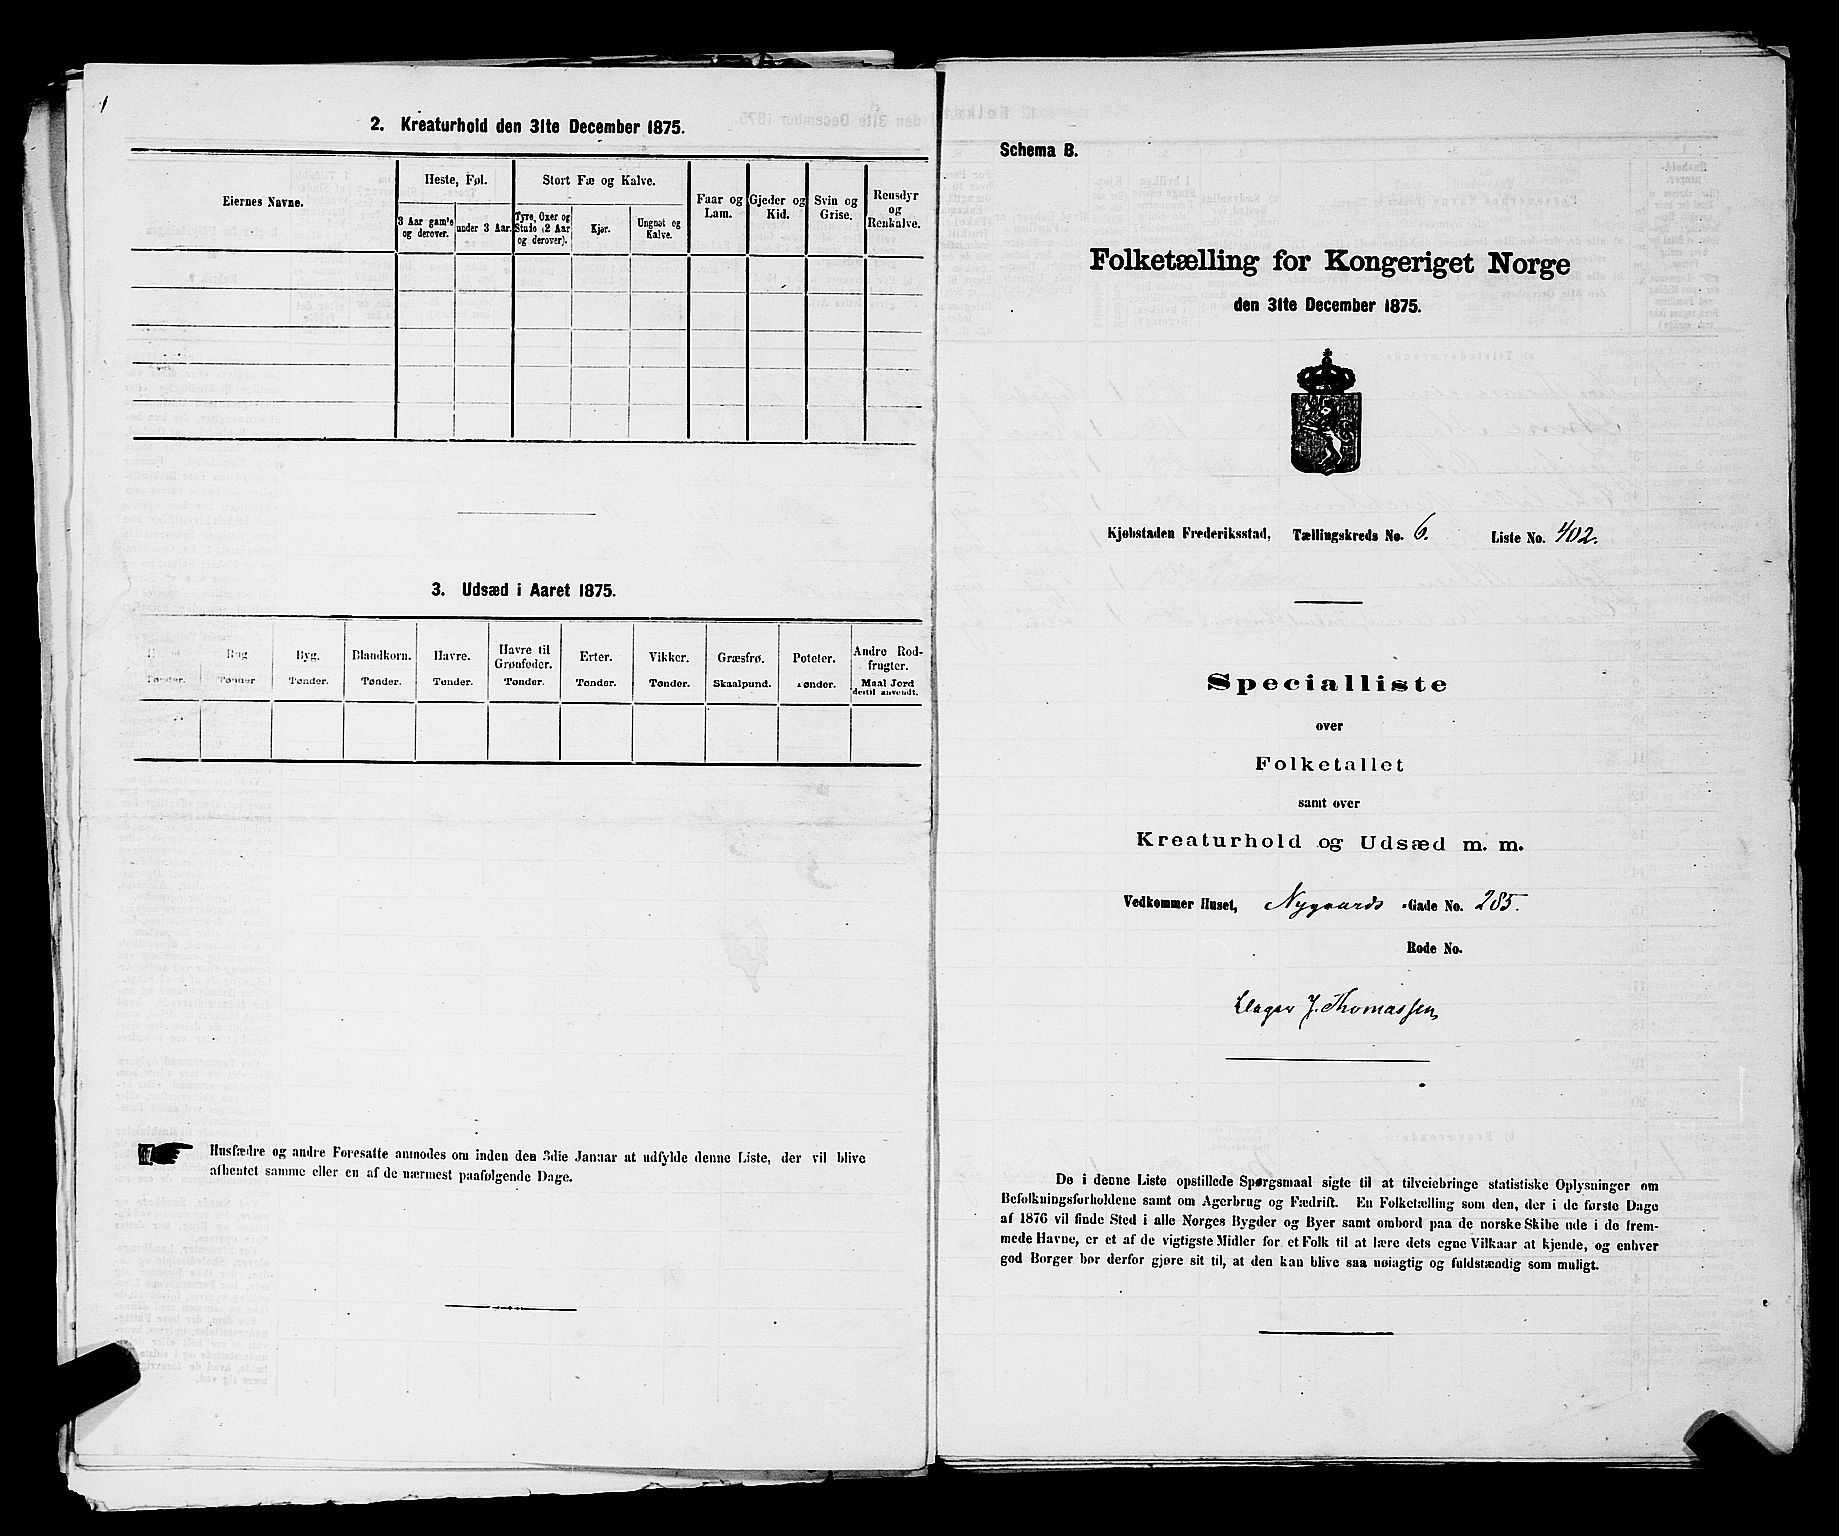 2. Kreaturhold den 31te December 1875.
Eiernes Navne.
Heste, Føl.
3 Aar gam's og derover.
under 3 Aar.
Stort Fæ og Kalve.
Tyre, Oxer og Stude (2 Aar og derover).
Kjør.
Ungnøt og Kalve.
Faar og Lam.
Gjeder og Kid.
Svin og Grise.
Rensdyr og Renkalve.
3. Udsæd i Aaret 1875.
Tønder.
Rug
Tønder
Byg.
Tønder.
Blandkorn.
Tønder.
Havre.
Tønder.
Havre til Grønfoder.
Tønder.
Erter.
Tønder.
Vikker.
Tønder.
Græsfrø.
Skaalpund.
Poteter.
Tønder.
Andre Rodfrugter.
Maal Jord dertil anvendt.
Husfædre og andre Foresatte anmodes om inden den 3die Januar at udfylde denne Liste, der vil blive
afhentet samme eller en af de nærmest paafølgende Dage.
Schema B.
Folketælling for Kongeriget Norge
den 31te December 1875.
Kjøbstaden Frederiksstad, Tællingskreds No. 6. Liste No. 402.
Specialliste
over
Folketallet
samt over
Kreaturhold og Udsæd m. m.
Vedkommer Huset, Nygaards -Gade No. 285.
Rode No.
J. Thomassen
De i denne Liste opstillede Spørgsmaal sigte til at tilveiebringe statistiske Oplysninger om
Befolkningsforholdene samt om Agerbrug og Fædrift. En Folketælling som den, der i de første Dage
af 1876 vil finde Sted i alle Norges Bygder og Byer samt ombord paa de norske Skibe ude i de frem-
mede Havne, er et af de vigtigste Midler for et Folk til at lære dets egne Vilkaar at kjende, og enhver
god Borger bør derfor gjøre sit til, at den kan blive saa nøiagtig og fuldstændig som muligt.